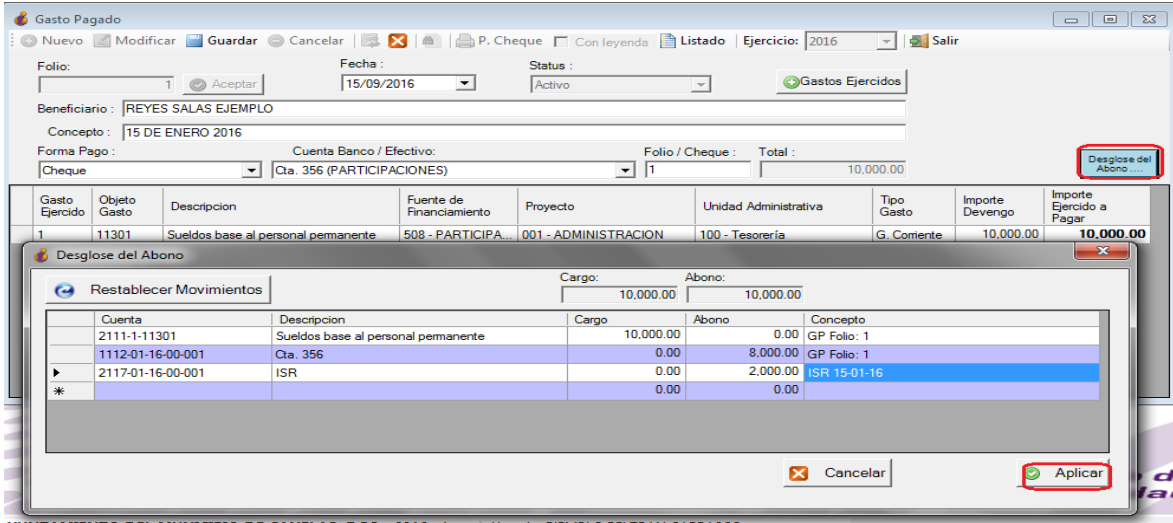 Gasto Pagado
Nuevo Modificar Guardar Cancelar P. Cheque Con leyenda Listado Ejercicio: 2016 Salir
Folio: Fecha : Status :
1 Aceptar 15/09/2016 Activo Gastos Ejercidos
Beneficiario : REYES SALAS EJEMPLO
Concepto : 15 DE ENERO 2016
Forma Pago : Cuenta Banco / Efectivo: Folio / Cheque : Total :
Cheque Cta. 356 (PARTICIPACIONES) 1 10,000.00 Desglose del Abono ....
Gasto Ejercido Objeto Gasto Descripcion Fuente de Financiamiento Proyecto Unidad Administrativa Tipo Gasto Importe Devengo Importe Ejercido a Pagar
1 11301 Sueldos base al personal permanente 508 - PARTICIPA... 001 - ADMINISTRACION 100 - Tesorería G. Corriente 10,000.00 10,000.00
Desglose del Abono
Restablecer Movimientos Cargo: Abono:
10,000.00 10,000.00
Cuenta Descripcion Cargo Abono Concepto
2111-1-11301 Sueldos base al personal permanente 10,000.00 0.00 GP Folio: 1
1112-01-16-00-001 Cta. 356 0.00 8,000.00 GP Folio: 1
2117-01-16-00-001 ISR 0.00 2,000.00 ISR 15-01-16
0.00 0.00
Cancelar Aplicar